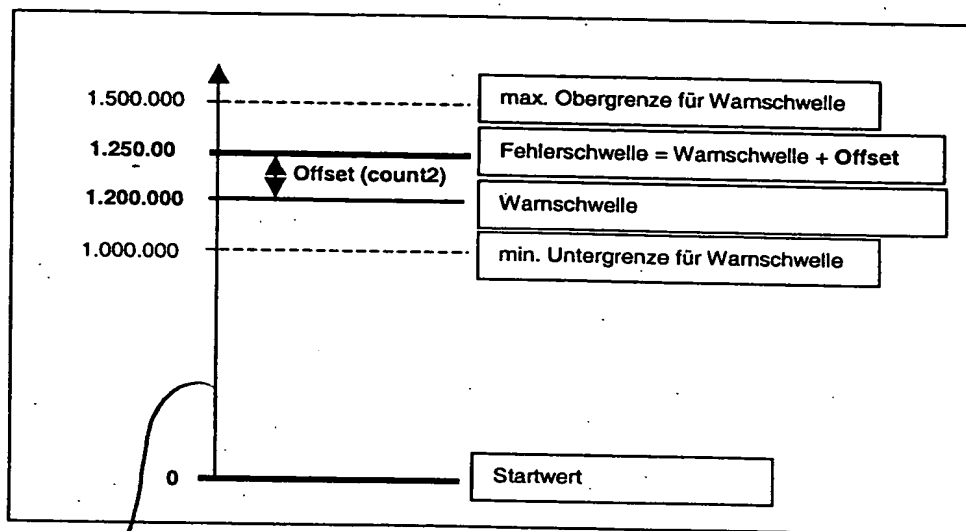 1.500.000 max. Obergrenze für Warnschwelle
1.250.00 Fehlerschwelle = Warnschwelle + Offset
Offset (count2)
1.200.000 Warnschwelle
1.000.000 min. Untergrenze für Warnschwelle
0 Startwert